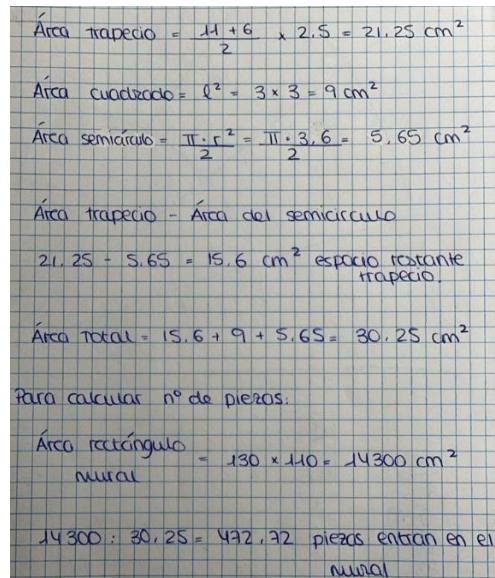 Área trapecio = 11 + 6 / 2 × 2,5 = 21.25 cm²
Área cuadrado = l² = 3 × 3 = 9 cm²
Área semicírculo = π · r² / 2 = π · 3,6 / 2 = 5,65 cm²
Área trapecio - Área del semicirculo
21.25 - 5.65 = 15.6 cm² espacio restante
trapecio.
Área Total = 15.6 + 9 + 5.65 = 30.25 cm²
Para calcular nº de piezas:
Área rectángulo
mural = 130 × 110 = 14300 cm²
14300 : 30,25 = 472,72 piezas entran en el
mural